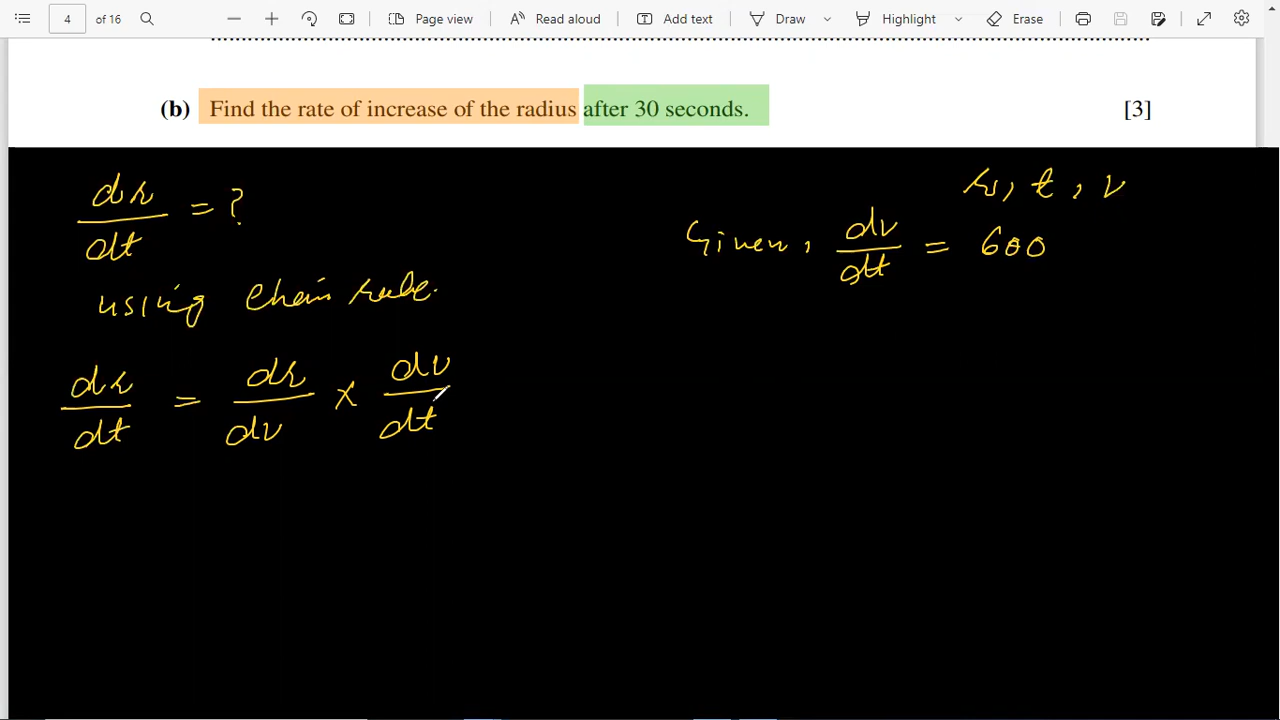 4 of 16 Page view Read aloud Add text Draw Highlight Erase
(b) Find the rate of increase of the radius after 30 seconds. [3]
r, t, v
dr/dt = ?
Given, dv/dt = 600
using chain rule.
dr/dt = dr/dv × dv/dt